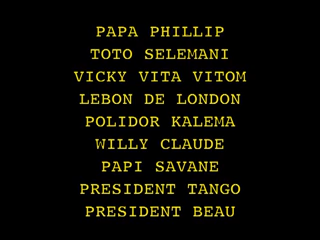 PAPA PHILLIP
TOTO SELEMANI
VICKY VITA VITOM
LEBON DE LONDON
POLIDOR KALEMA
WILLY CLAUDE
PAPI SAVANE
PRESIDENT TANGO
PRESIDENT BEAU